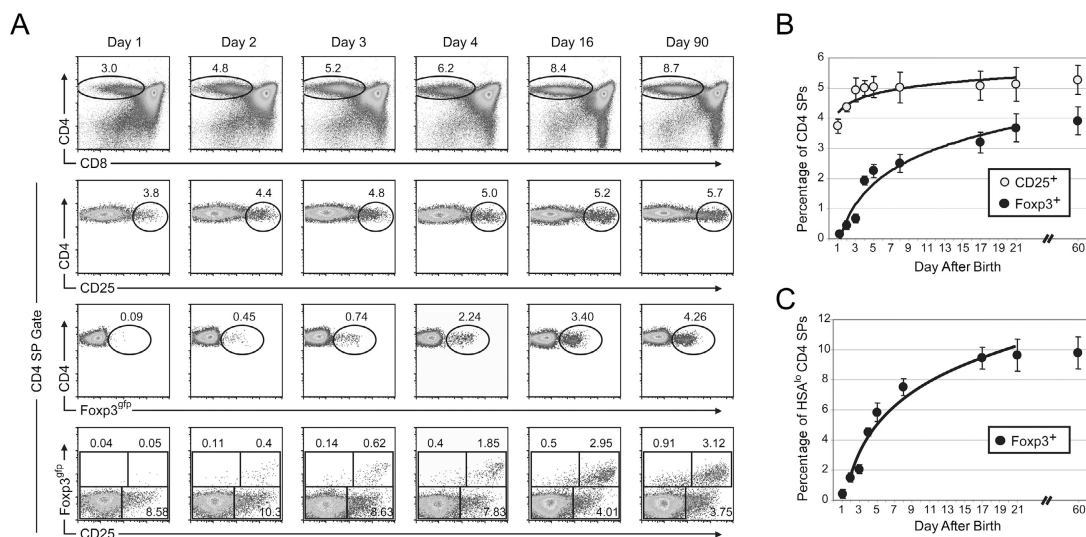 A
Day 1 Day 2 Day 3 Day 4 Day 16 Day 90
3.0 4.8 5.2 6.2 8.4 8.7
CD4
CD8
CD4 SP Gate
3.8 4.4 4.8 5.0 5.2 5.7
CD4
CD25
0.09 0.45 0.74 2.24 3.40 4.26
CD4
Foxp3gfp
0.04 0.05 0.11 0.4 0.14 0.62 0.4 1.85 0.5 2.95 0.91 3.12
Foxp3gfp
8.58 10.3 8.63 7.83 4.01 3.75
CD25
B
Percentage of CD4 SPs
6
5
4
3
2
1
0
CD25+
Foxp3+
1 3 5 7 9 11 13 15 17 19 21 60
Day After Birth
C
Percentage of HSAlo CD4 SPs
12
10
8
6
4
2
0
Foxp3+
1 3 5 7 9 11 13 15 17 19 21 60
Day After Birth